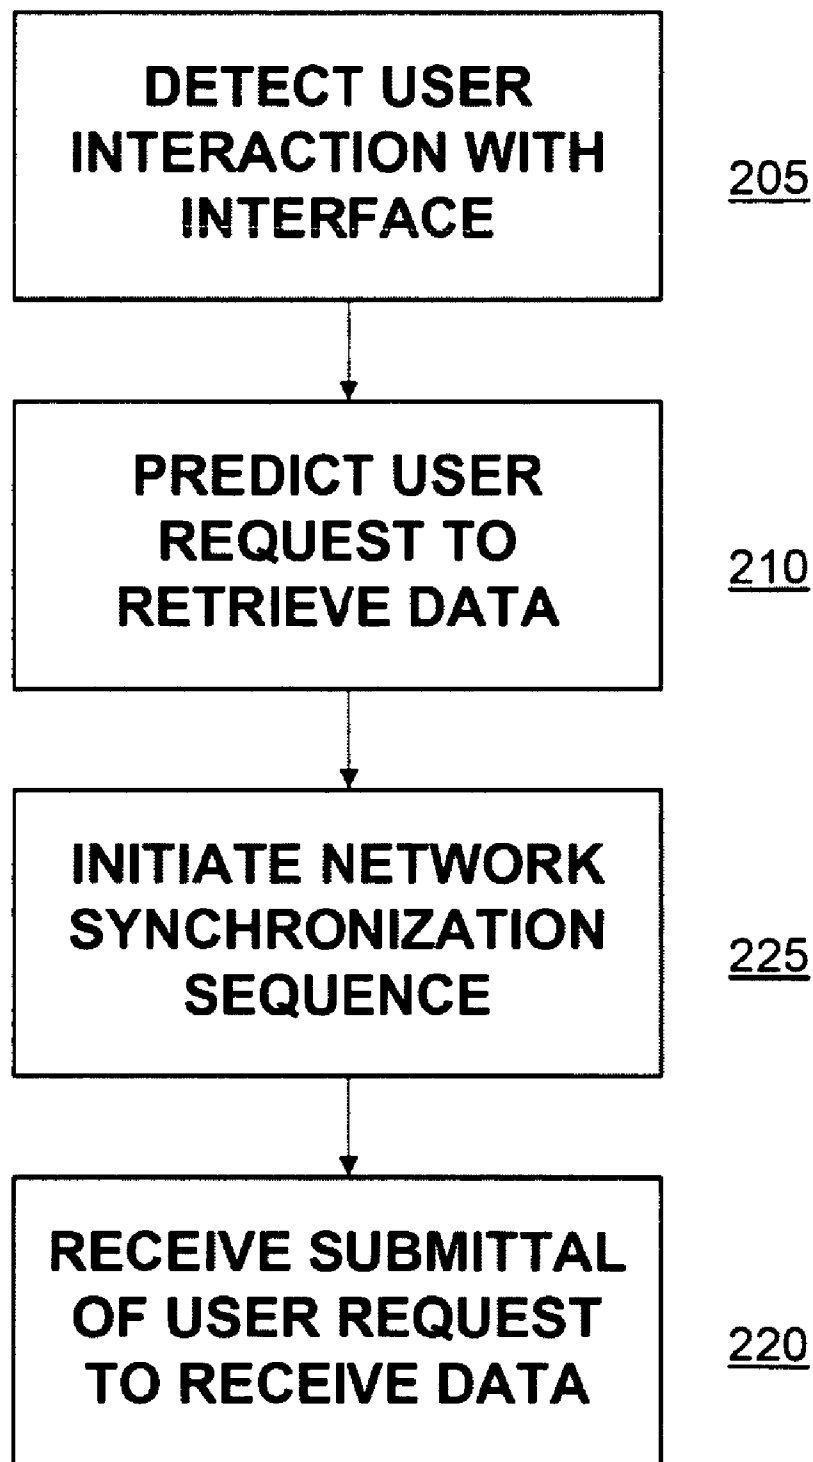 DETECT USER
INTERACTION WITH
INTERFACE
205
PREDICT USER
REQUEST TO
RETRIEVE DATA
210
INITIATE NETWORK
SYNCHRONIZATION
SEQUENCE
225
RECEIVE SUBMITTAL
OF USER REQUEST
TO RECEIVE DATA
220